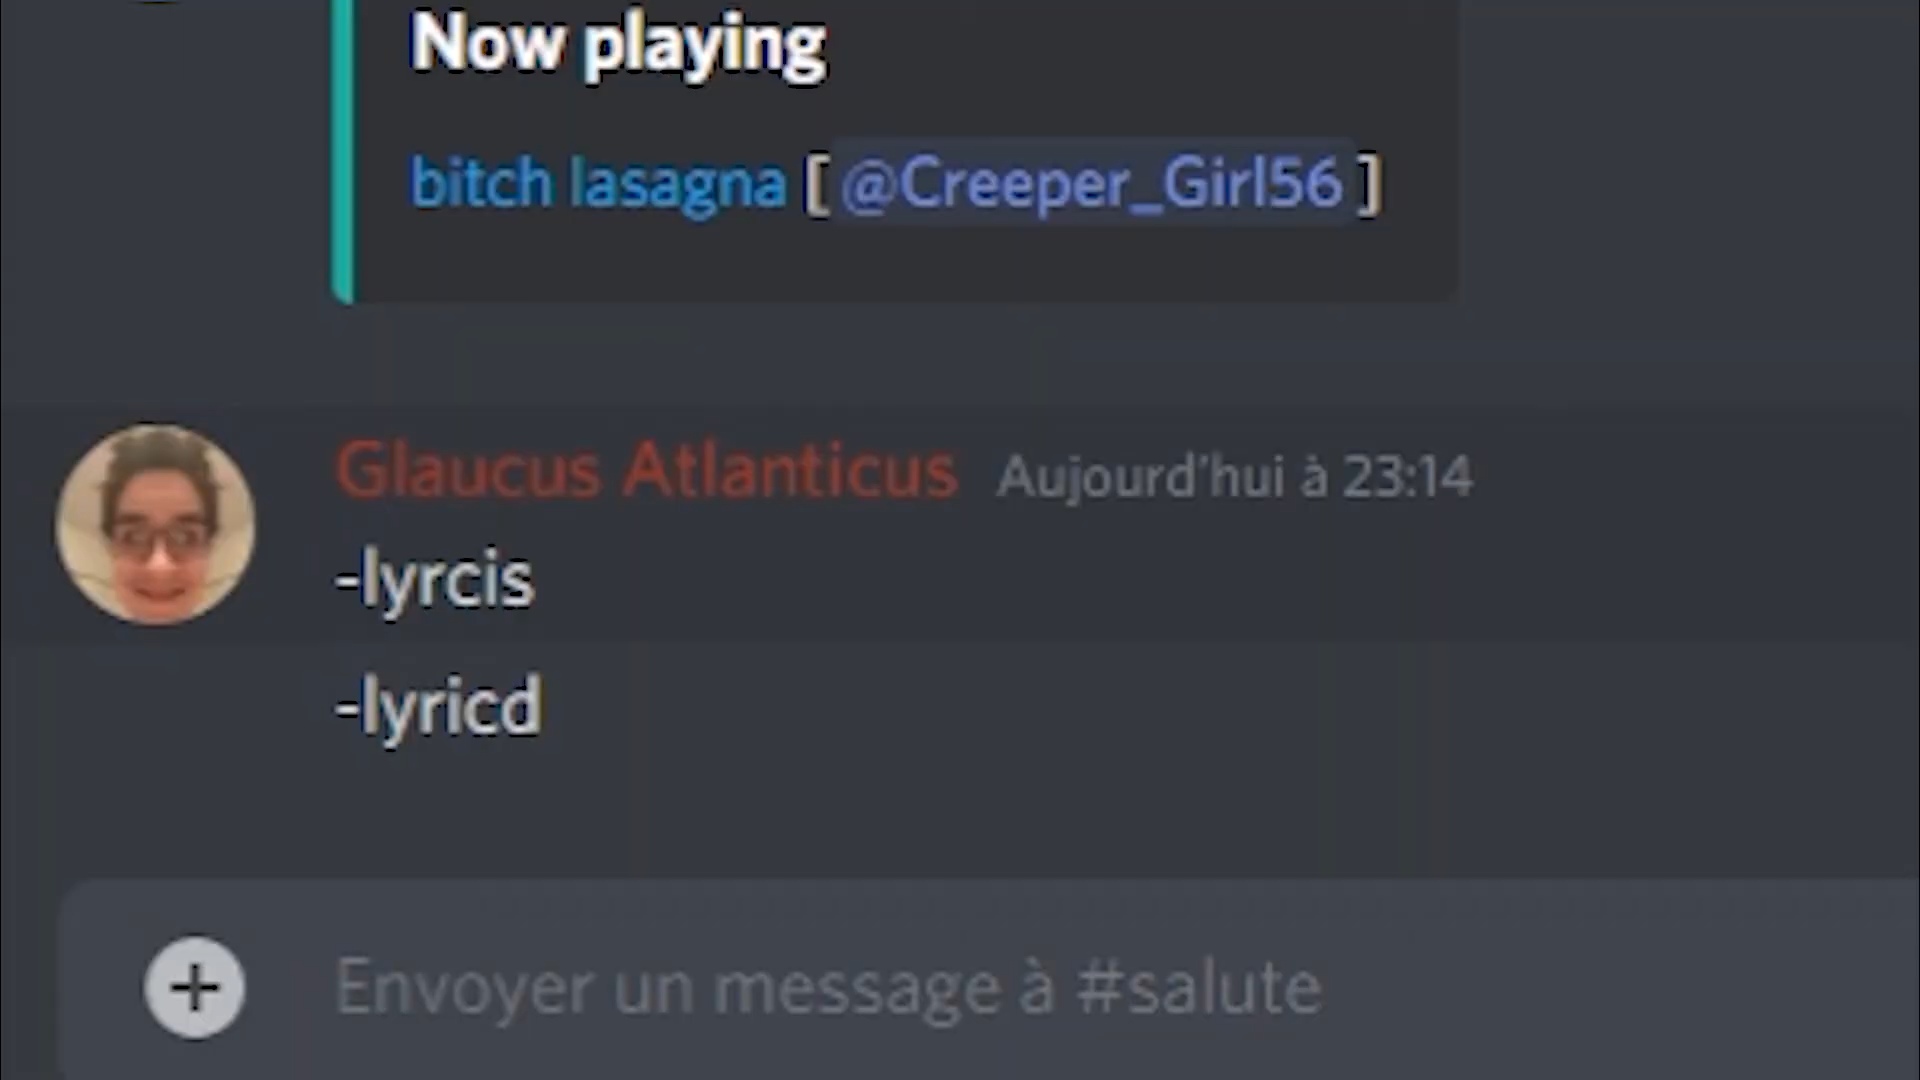 Now playing
bitch lasagna [ @Creeper_Girl56 ]
Glaucus Atlanticus Aujourd'hui à 23:14
-lyrcis
-lyricd
Envoyer un message à #salute